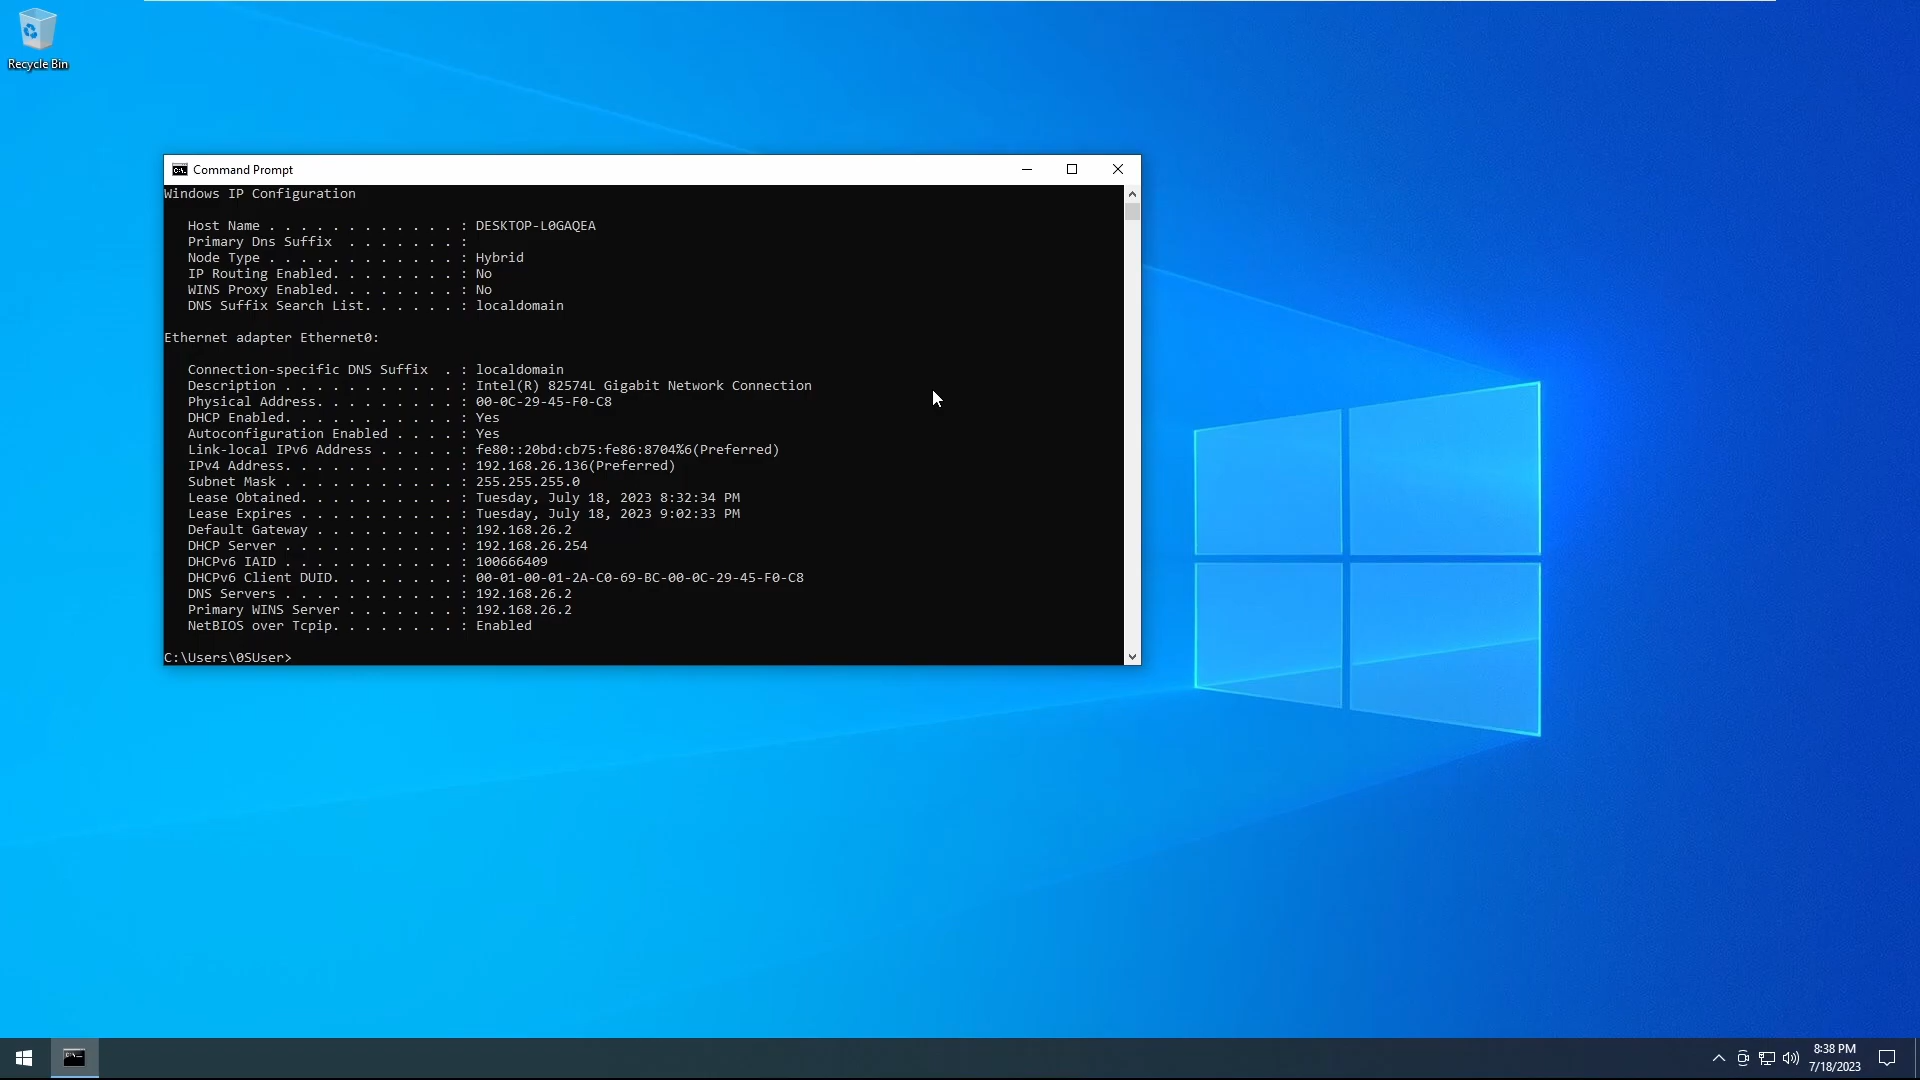 Recycle Bin
Command Prompt
Windows IP Configuration
Host Name . . . . . . . . . . . . : DESKTOP-L0GAQEA
Primary Dns Suffix  . . . . . . . :
Node Type . . . . . . . . . . . . : Hybrid
IP Routing Enabled. . . . . . . . : No
WINS Proxy Enabled. . . . . . . . : No
DNS Suffix Search List. . . . . . : localdomain
Ethernet adapter Ethernet0:
Connection-specific DNS Suffix  . : localdomain
Description . . . . . . . . . . . : Intel(R) 82574L Gigabit Network Connection
Physical Address. . . . . . . . . : 00-0C-29-45-F0-C8
DHCP Enabled. . . . . . . . . . . : Yes
Autoconfiguration Enabled . . . . : Yes
Link-local IPv6 Address . . . . . : fe80::20bd:cb75:fe86:8704%6(Preferred)
IPv4 Address. . . . . . . . . . . : 192.168.26.136(Preferred)
Subnet Mask . . . . . . . . . . . : 255.255.255.0
Lease Obtained. . . . . . . . . . : Tuesday, July 18, 2023 8:32:34 PM
Lease Expires . . . . . . . . . . : Tuesday, July 18, 2023 9:02:33 PM
Default Gateway . . . . . . . . . : 192.168.26.2
DHCP Server . . . . . . . . . . . : 192.168.26.254
DHCPv6 IAID . . . . . . . . . . . : 100666409
DHCPv6 Client DUID. . . . . . . . : 00-01-00-01-2A-C0-69-BC-00-0C-29-45-F0-C8
DNS Servers . . . . . . . . . . . : 192.168.26.2
Primary WINS Server . . . . . . . : 192.168.26.2
NetBIOS over Tcpip. . . . . . . . : Enabled
C:\Users\0SUser>
8:38 PM
7/18/2023